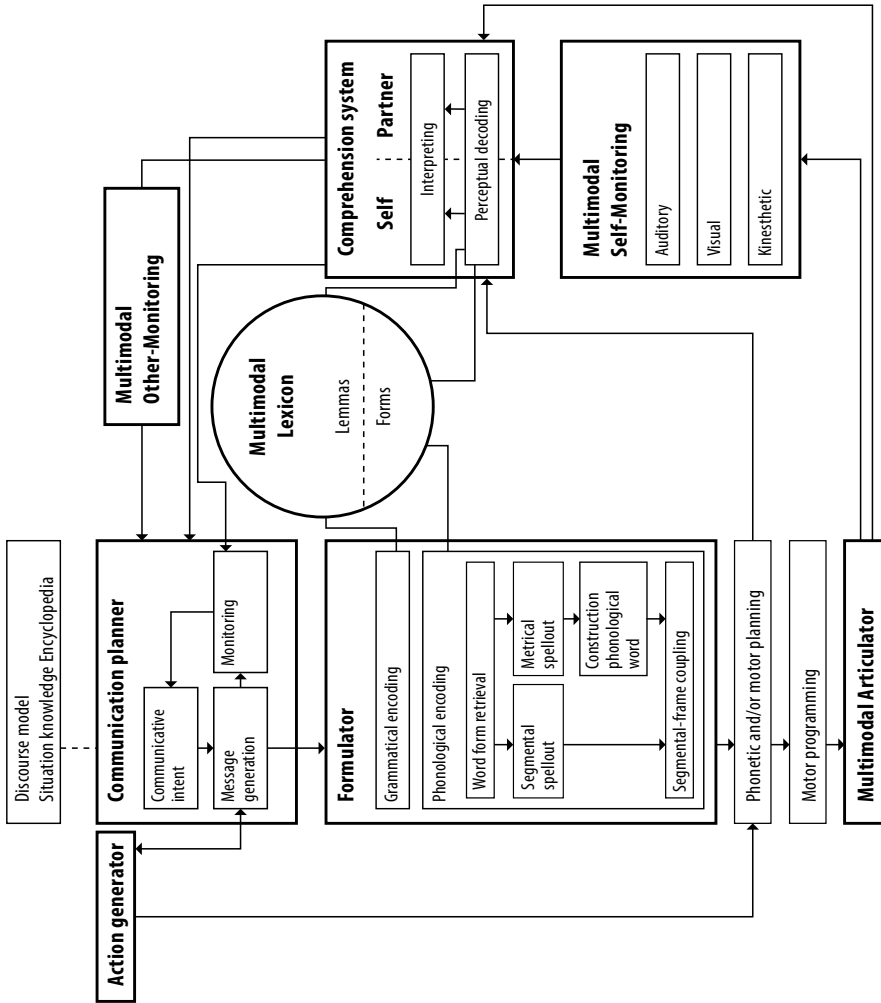 Action generator
Discourse model
Situation knowledge Encyclopedia
Communication planner
Communicative
intent
Message
generation
Monitoring
Multimodal
Other-Monitoring
Formulator
Grammatical encoding
Phonological encoding
Word form retrieval
Segmental
spellout
Metrical
spellout
Construction
phonological
word
Segmental-frame coupling
Multimodal
Lexicon
Lemmas
Forms
Comprehension system
Self
Partner
Interpreting
Perceptual decoding
Phonetic and/or motor planning
Motor programming
Multimodal Articulator
Multimodal
Self-Monitoring
Auditory
Visual
Kinesthetic